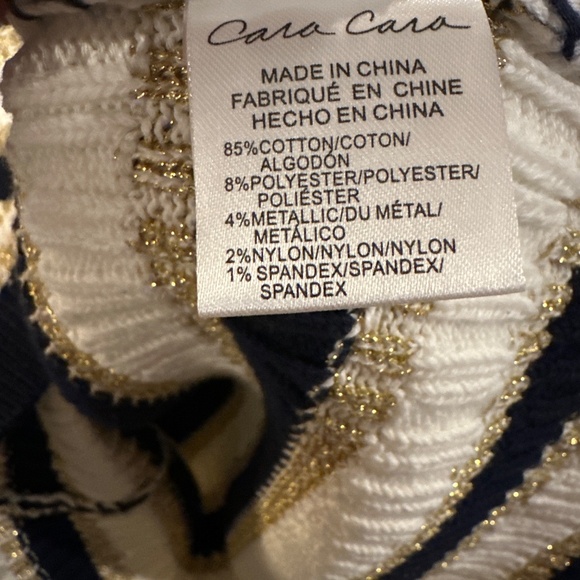 Cara Cara
MADE IN CHINA
FABRIQUÉ EN CHINE
HECHO EN CHINA
85%COTTON/COTON/
ALGODÓN
8%POLYESTER/POLYESTER/
POLIÉSTER
4%METALLIC/DU MÉTAL/
METÁLICO
2%NYLON/NYLON/NYLON
1% SPANDEX/SPANDEX/
SPANDEX